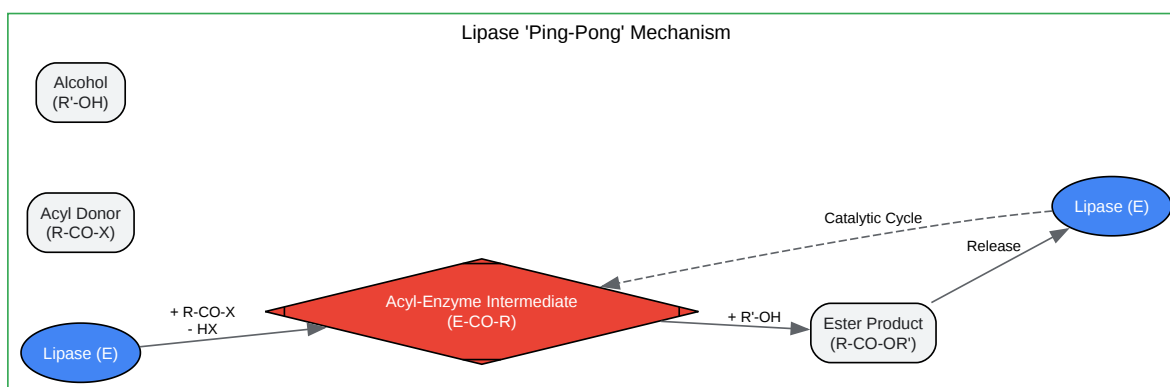 Lipase 'Ping-Pong' Mechanism
Alcohol
(R'-OH)
Acyl Donor
(R-CO-X)
Lipase (E)
+ R-CO-X
- HX
Acyl-Enzyme Intermediate
(E-CO-R)
+ R'-OH
Ester Product
(R-CO-OR')
Release
Catalytic Cycle
Lipase (E)